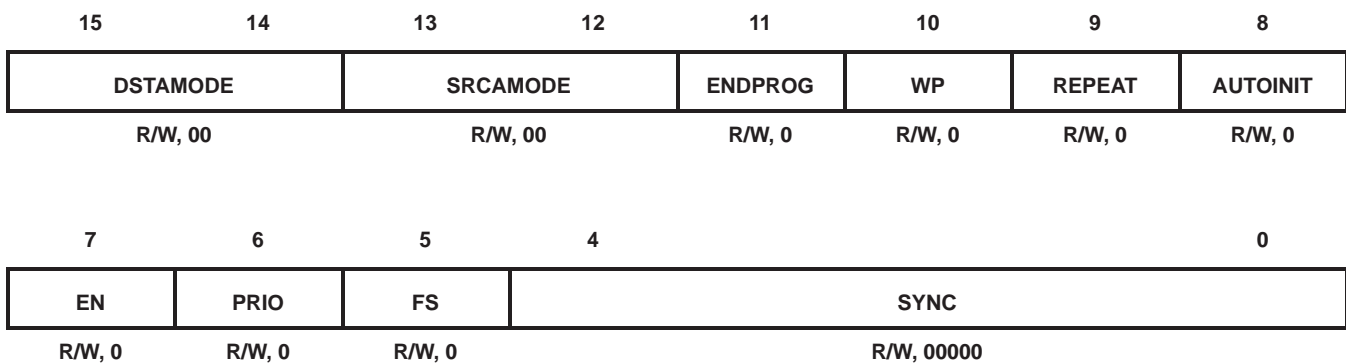 15 14 13 12 11 10 9 8
DSTAMODE SRCAMODE ENDPROG WP REPEAT AUTOINIT
R/W, 00 R/W, 00 R/W, 0 R/W, 0 R/W, 0 R/W, 0
7 6 5 4 0
EN PRIO FS SYNC
R/W, 0 R/W, 0 R/W, 0 R/W, 00000